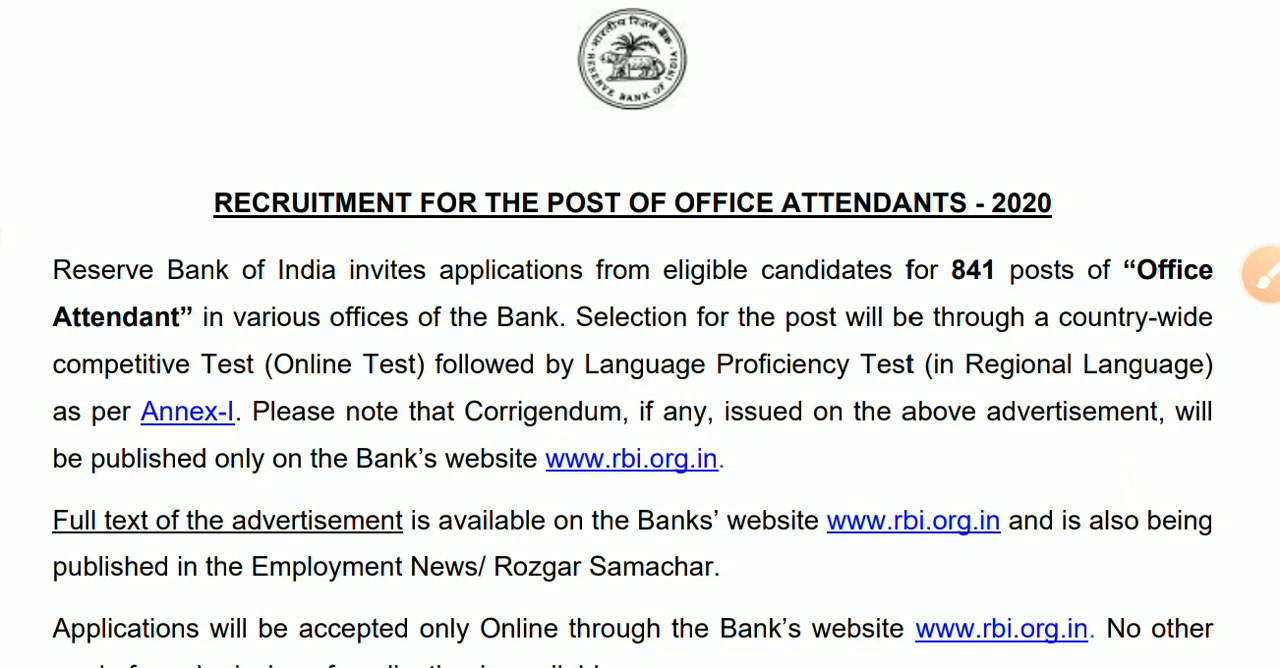 भारतीय रिज़र्व बैंक
RESERVE BANK OF INDIA
RECRUITMENT FOR THE POST OF OFFICE ATTENDANTS - 2020
Reserve Bank of India invites applications from eligible candidates for 841 posts of “Office
Attendant” in various offices of the Bank. Selection for the post will be through a country-wide
competitive Test (Online Test) followed by Language Proficiency Test (in Regional Language)
as per Annex-I. Please note that Corrigendum, if any, issued on the above advertisement, will
be published only on the Bank’s website www.rbi.org.in.
Full text of the advertisement is available on the Banks’ website www.rbi.org.in and is also being
published in the Employment News/ Rozgar Samachar.
Applications will be accepted only Online through the Bank’s website www.rbi.org.in. No other